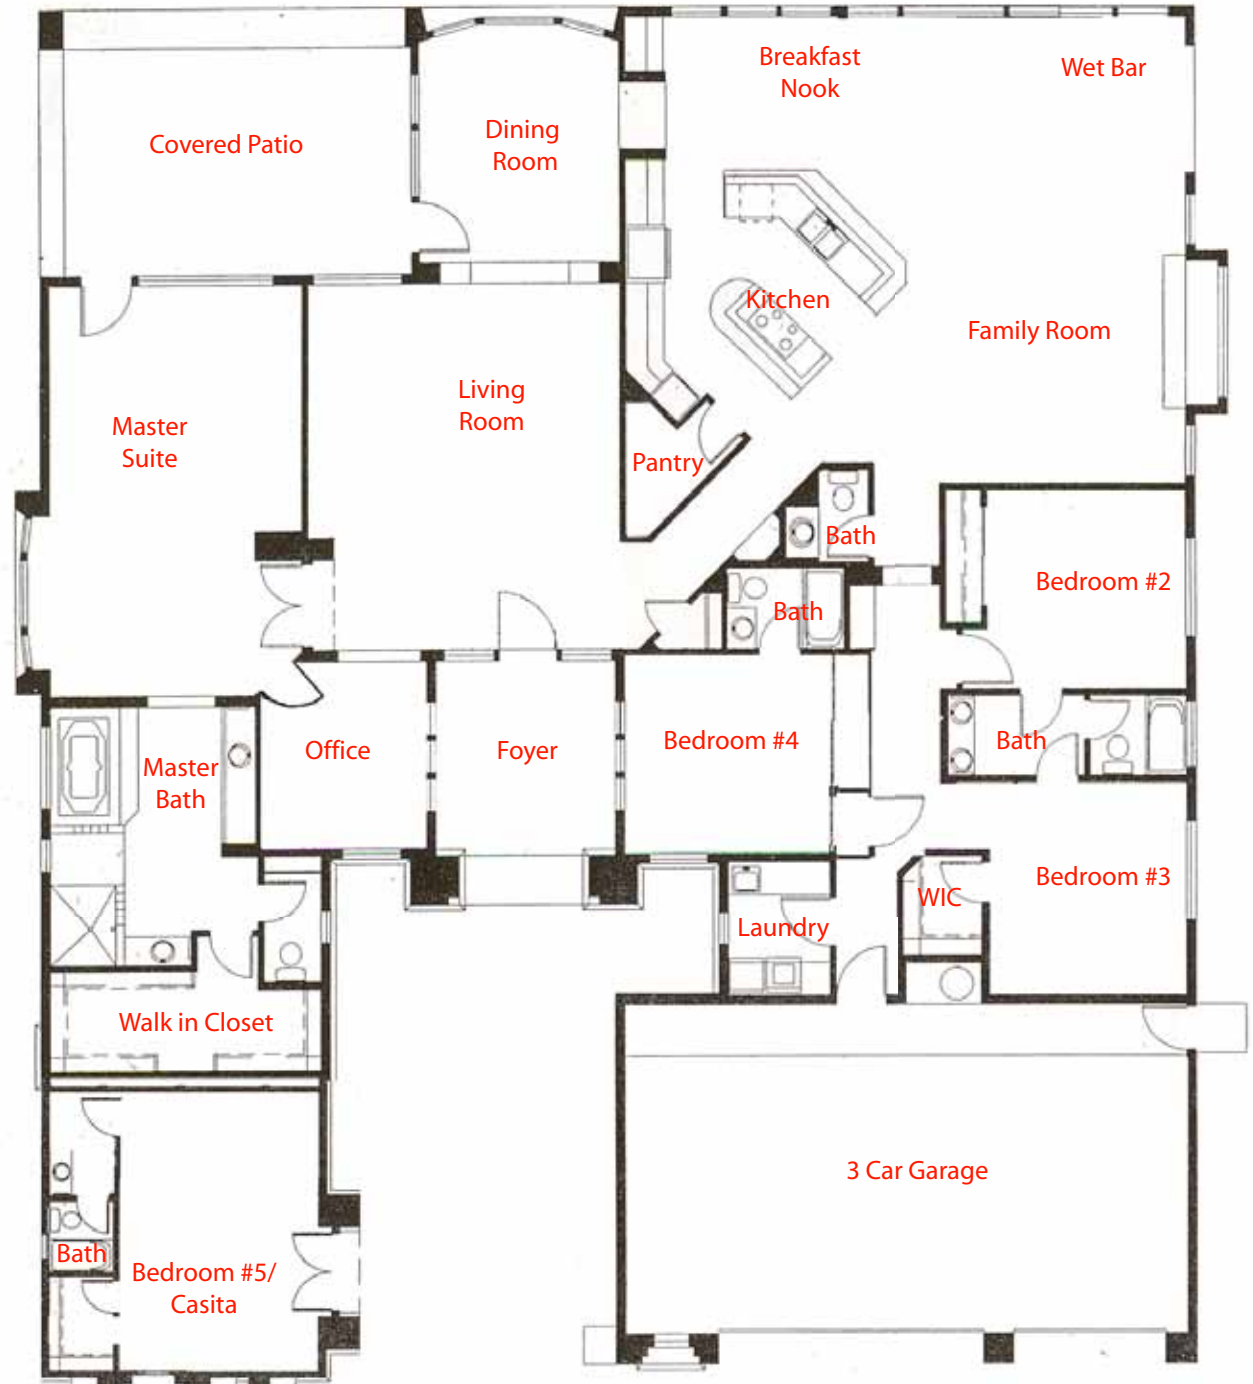 Breakfast
Nook
Wet Bar
Covered Patio
Dining
Room
Kitchen
Family Room
Living
Room
Master
Suite
Pantry
Bath
Bedroom #2
Bath
Office
Foyer
Bedroom #4
Bath
Master
Bath
Bedroom #3
WIC
Laundry
Walk in Closet
3 Car Garage
Bath
Bedroom #5/
Casita